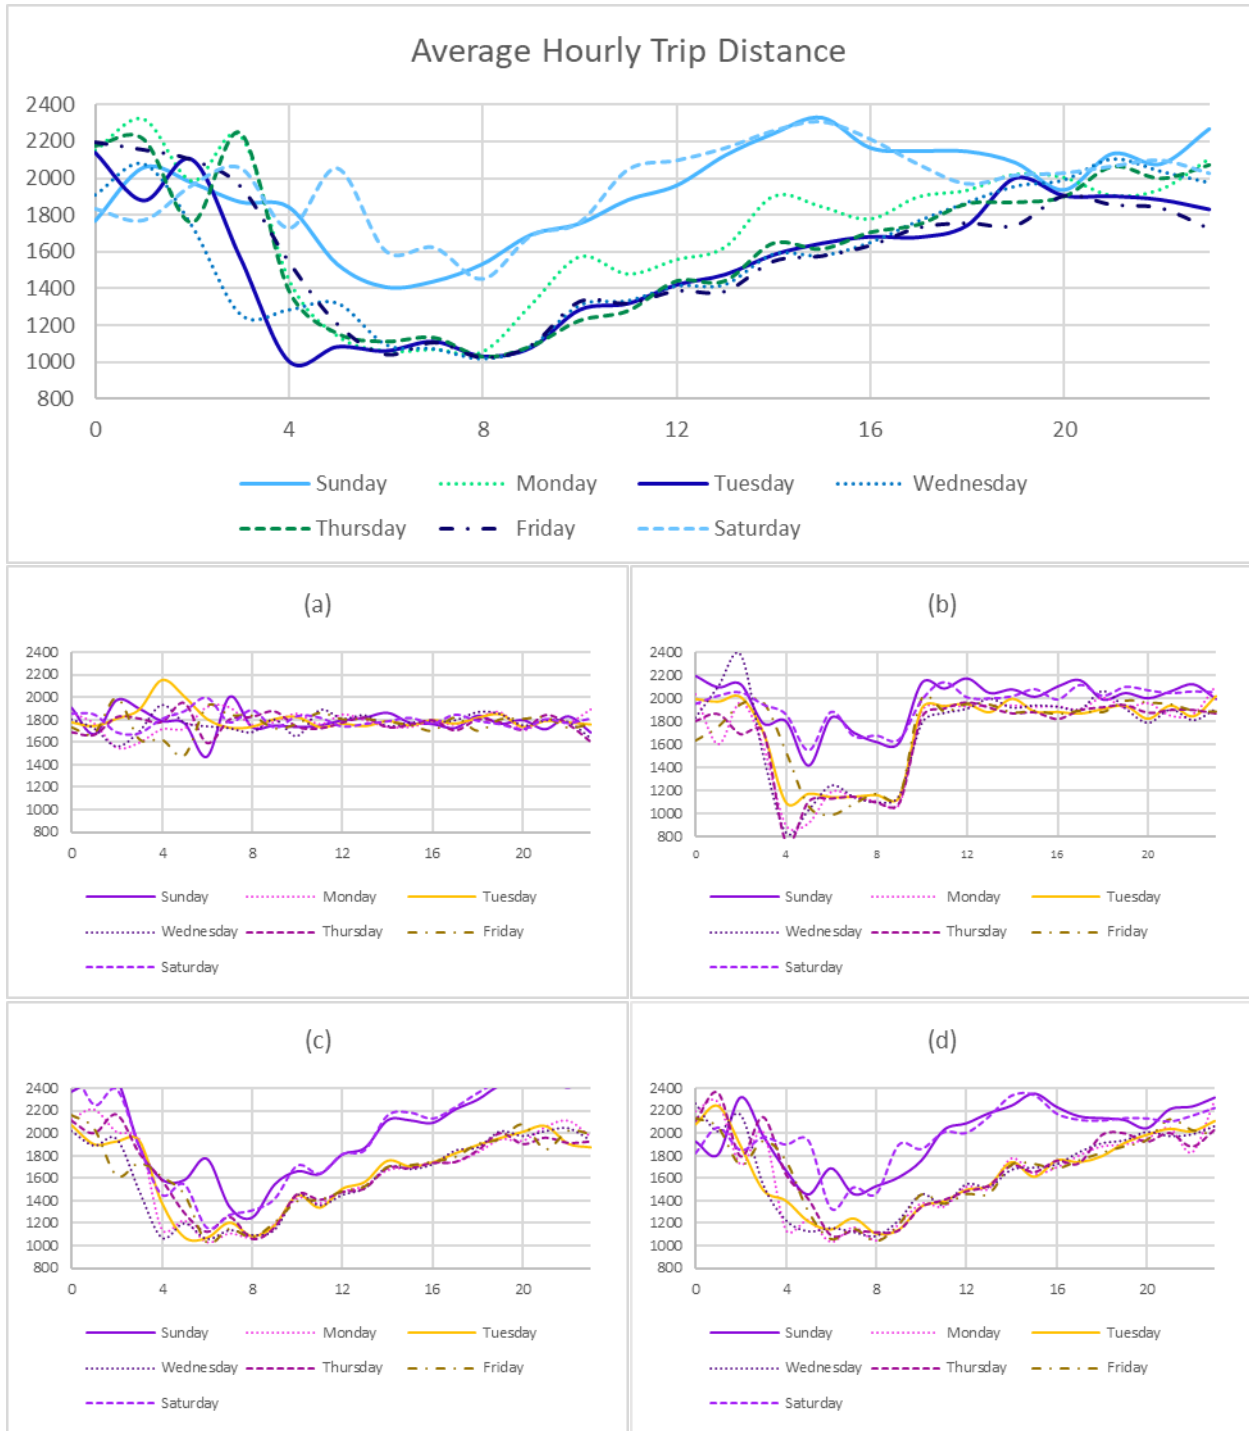 Average Hourly Trip Distance
2400
2200
2000
1800
1600
1400
1200
1000
800
0 4 8 12 16 20
Sunday Monday Tuesday Wednesday
Thursday Friday Saturday
(a)
2400
2200
2000
1800
1600
1400
1200
1000
800
0 4 8 12 16 20
Sunday Monday Tuesday
Wednesday Thursday Friday
Saturday
(b)
2400
2200
2000
1800
1600
1400
1200
1000
800
0 4 8 12 16 20
Sunday Monday Tuesday
Wednesday Thursday Friday
Saturday
(c)
2400
2200
2000
1800
1600
1400
1200
1000
800
0 4 8 12 16 20
Sunday Monday Tuesday
Wednesday Thursday Friday
Saturday
(d)
2400
2200
2000
1800
1600
1400
1200
1000
800
0 4 8 12 16 20
Sunday Monday Tuesday
Wednesday Thursday Friday
Saturday